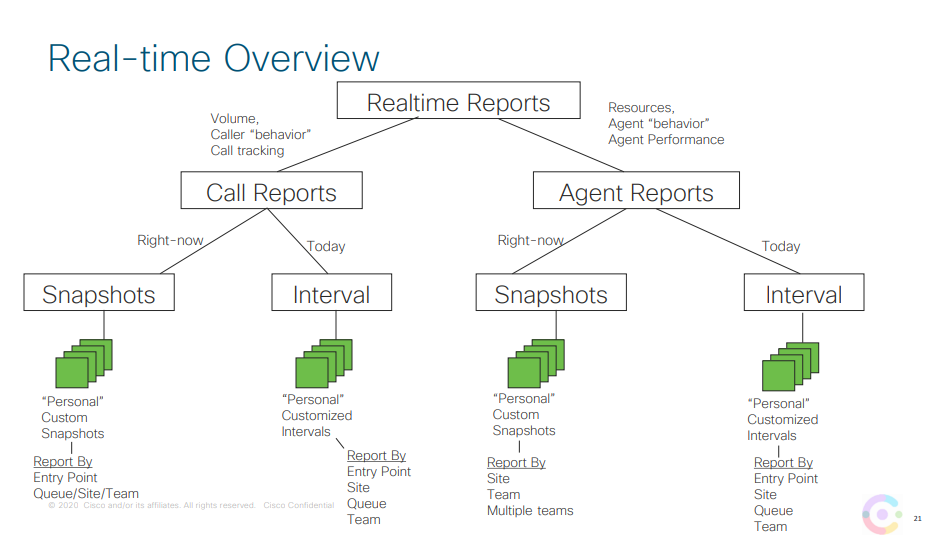 Real-time Overview
Realtime Reports
Volume,
Caller “behavior”
Call tracking
Resources,
Agent “behavior”
Agent Performance
Call Reports
Agent Reports
Right-now
Today
Right-now
Today
Snapshots
Interval
Snapshots
Interval
“Personal”
Custom
Snapshots
Report By
Entry Point
Queue/Site/Team
“Personal”
Customized
Intervals
Report By
Entry Point
Site
Queue
Team
“Personal”
Custom
Snapshots
Report By
Site
Team
Multiple teams
“Personal”
Customized
Intervals
Report By
Entry Point
Site
Queue
Team
© 2020 Cisco and/or its affiliates. All rights reserved. Cisco Confidential
21